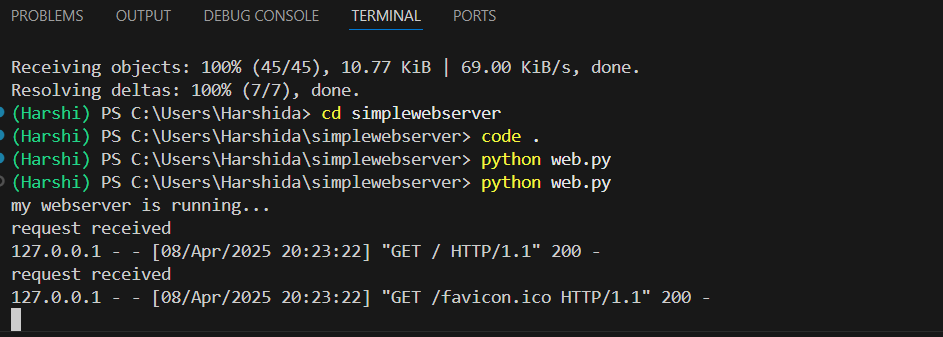 PROBLEMS OUTPUT DEBUG CONSOLE TERMINAL PORTS
Receiving objects: 100% (45/45), 10.77 KiB | 69.00 KiB/s, done.
Resolving deltas: 100% (7/7), done.
(Harshi) PS C:\Users\Harshida> cd simplewebserver
(Harshi) PS C:\Users\Harshida\simplewebserver> code .
(Harshi) PS C:\Users\Harshida\simplewebserver> python web.py
(Harshi) PS C:\Users\Harshida\simplewebserver> python web.py
my webserver is running...
request received
127.0.0.1 - - [08/Apr/2025 20:23:22] "GET / HTTP/1.1" 200 -
request received
127.0.0.1 - - [08/Apr/2025 20:23:22] "GET /favicon.ico HTTP/1.1" 200 -